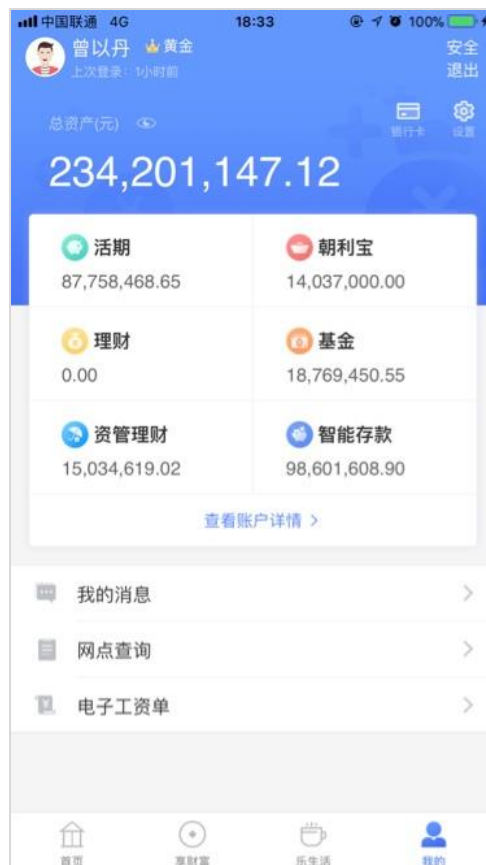 中国联通 4G 18:33 100%
曾以丹 黄金 安全
上次登录：1小时前 退出
总资产(元) 银行卡 设置
234,201,147.12
活期 朝利宝
87,758,468.65 14,037,000.00
理财 基金
0.00 18,769,450.55
资管理财 智能存款
15,034,619.02 98,601,608.90
查看账户详情
我的消息
网点查询
电子工资单
首页 享财富 乐生活 我的